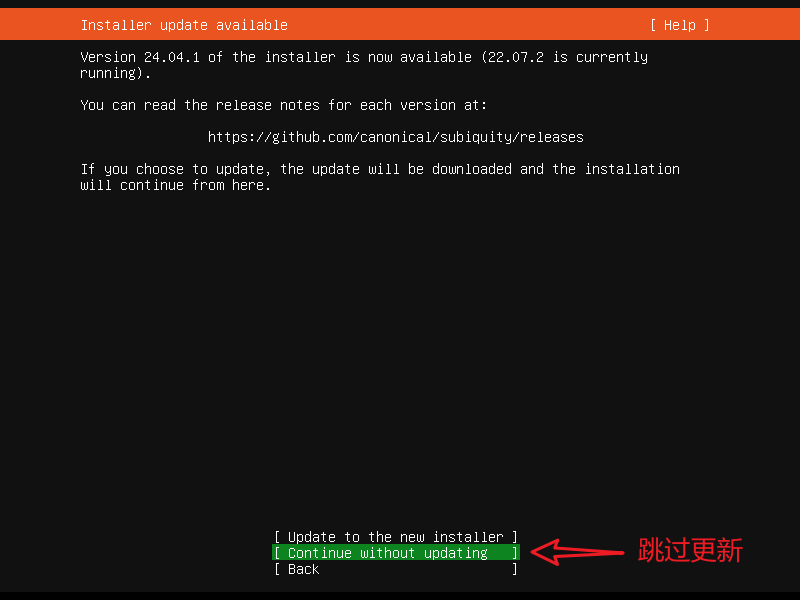 Installer update available [ Help ]
Version 24.04.1 of the installer is now available (22.07.2 is currently
running).
You can read the release notes for each version at:
https://github.com/canonical/subiquity/releases
If you choose to update, the update will be downloaded and the installation
will continue from here.
[ Update to the new installer ]
[ Continue without updating ] 跳过更新
[ Back ]